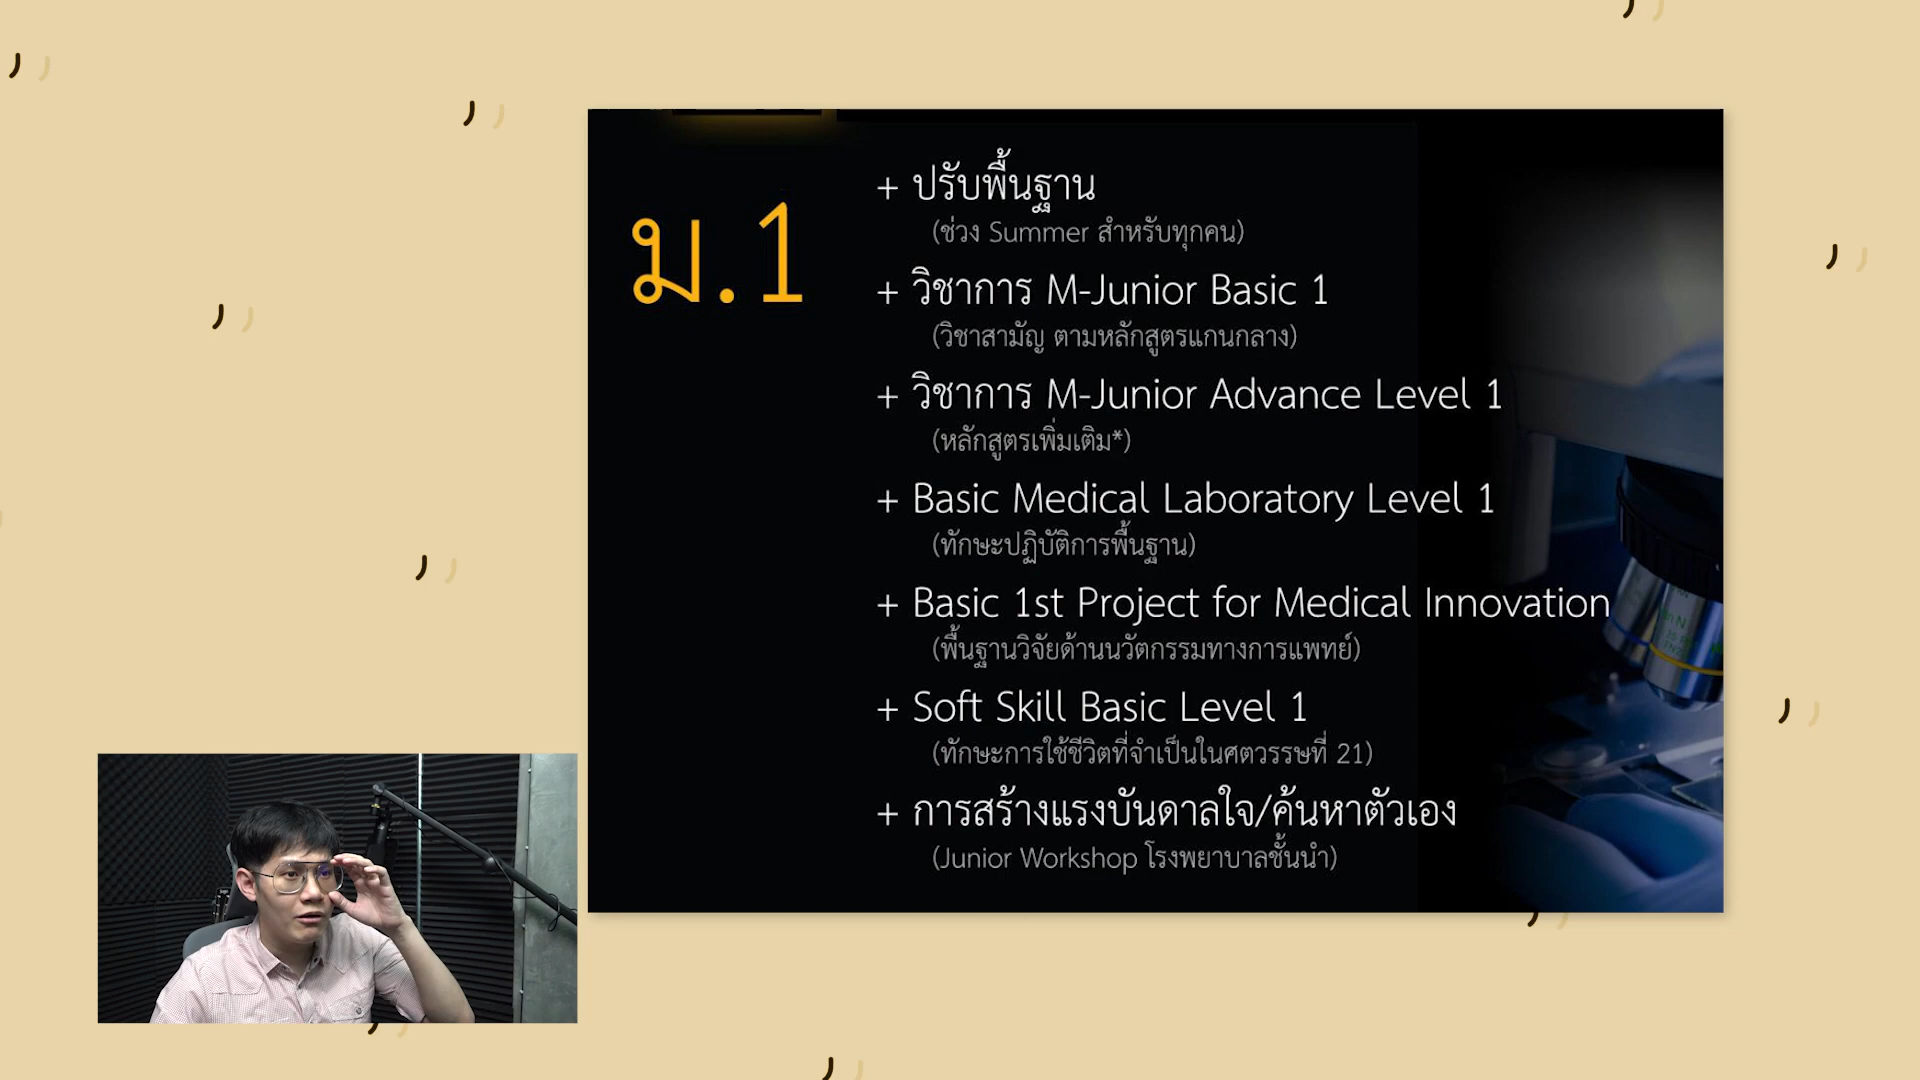 ม.1
+ ปรับพื้นฐาน
(ช่วง Summer สำหรับทุกคน)
+ วิชาการ M-Junior Basic 1
(วิชาสามัญ ตามหลักสูตรแกนกลาง)
+ วิชาการ M-Junior Advance Level 1
(หลักสูตรเพิ่มเติม*)
+ Basic Medical Laboratory Level 1
(ทักษะปฏิบัติการพื้นฐาน)
+ Basic 1st Project for Medical Innovation
(พื้นฐานวิจัยด้านนวัตกรรมทางการแพทย์)
+ Soft Skill Basic Level 1
(ทักษะการใช้ชีวิตที่จำเป็นในศตวรรษที่ 21)
+ การสร้างแรงบันดาลใจ/ค้นหาตัวเอง
(Junior Workshop โรงพยาบาลชั้นนำ)